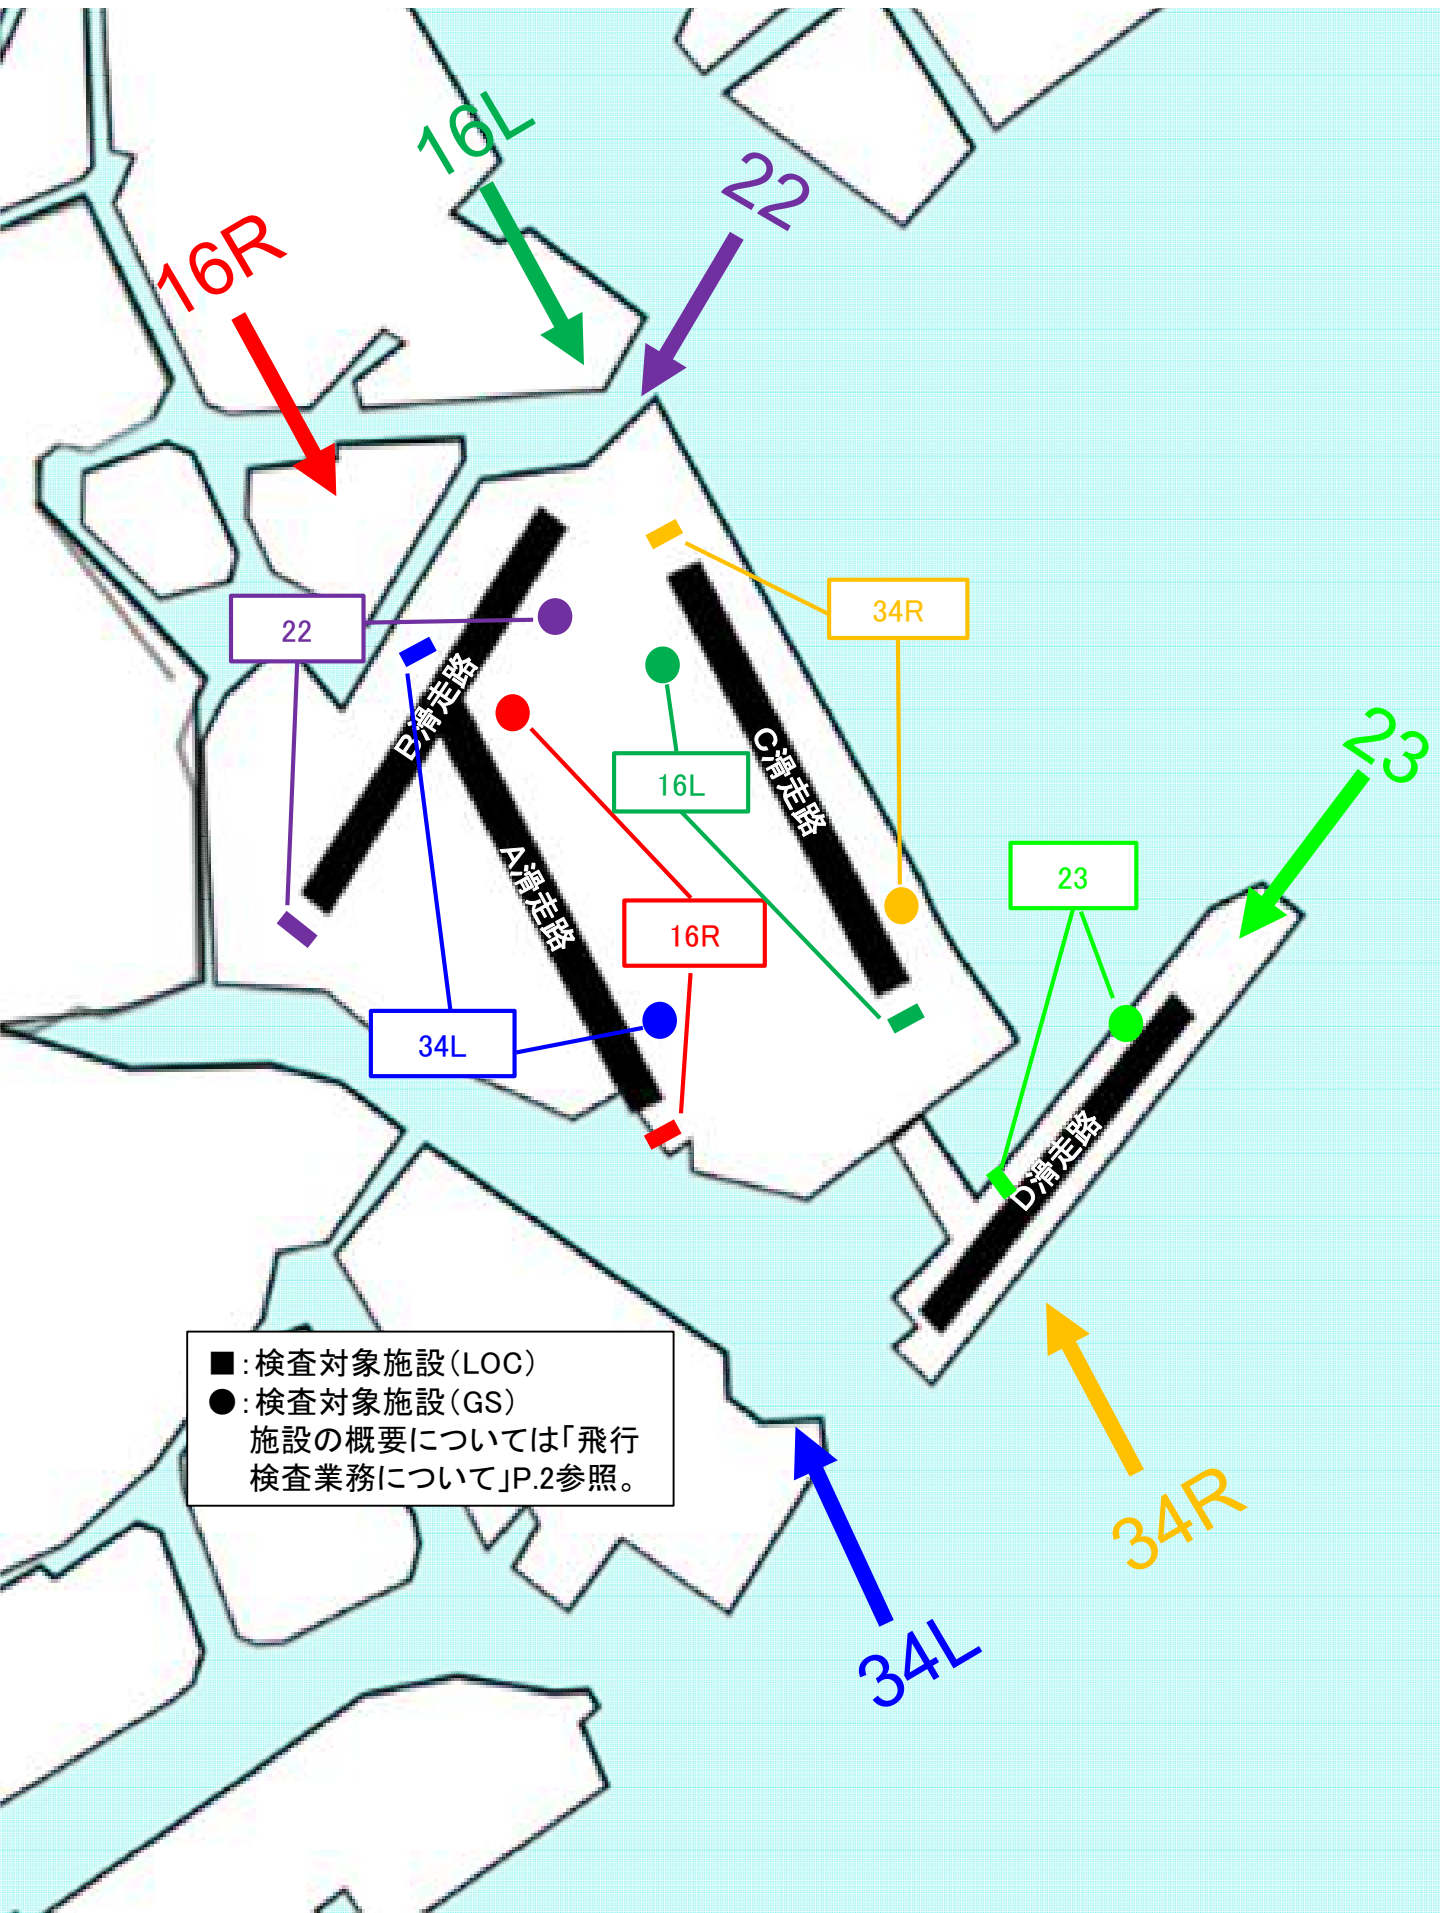 16L
22
16R
34R
22
B滑走路
C滑走路
23
16L
A滑走路
23
16R
34L
D滑走路
■:検査対象施設(LOC)
●:検査対象施設(GS)
施設の概要については「飛行
検査業務について」P.2参照。
34R
34L